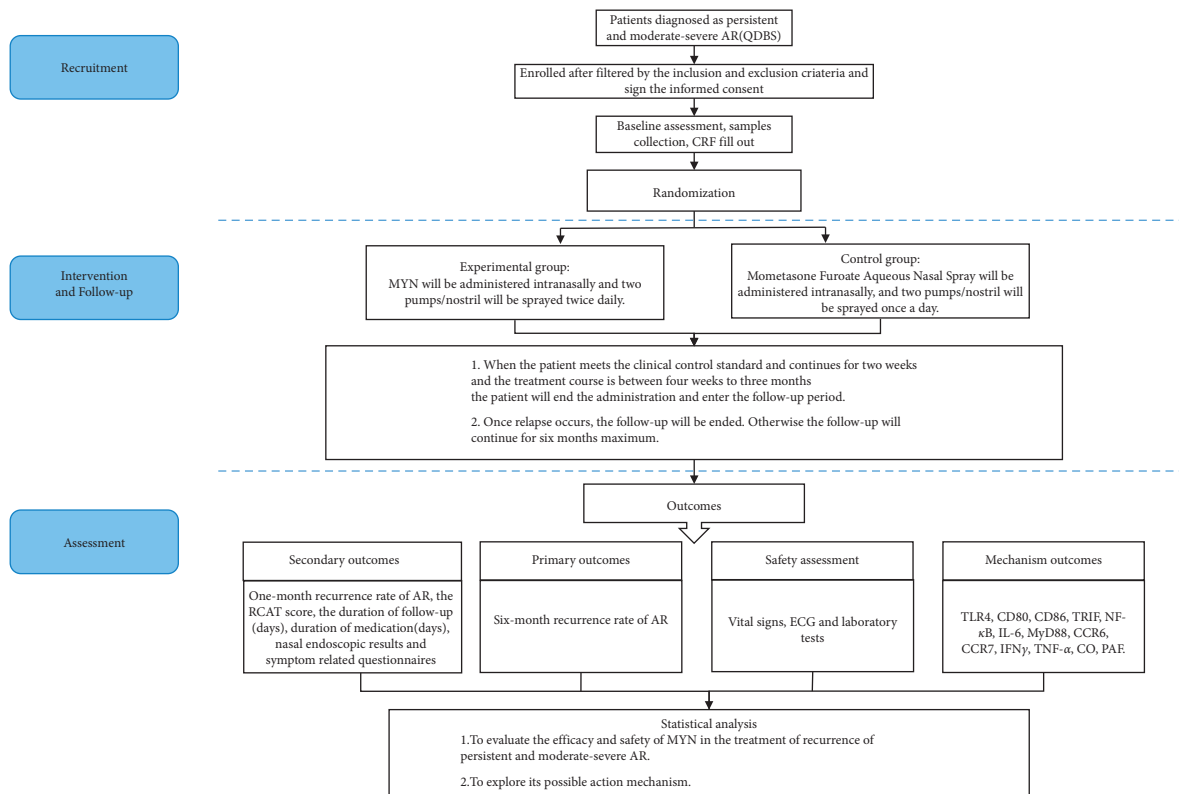 Recruitment
Patients diagnosed as persistent
and moderate-severe AR(QDBS)
Enrolled after filtered by the inclusion and exclusion criateria and
sign the informed consent
Baseline assessment, samples
collection, CRF fill out
Randomization
Intervention
and Follow-up
Experimental group:
MYN will be administered intranasally and two
pumps/nostril will be sprayed twice daily.
Control group:
Mometasone Furoate Aqueous Nasal Spray will be
administered intranasally, and two pumps/nostril will
be sprayed once a day.
1. When the patient meets the clinical control standard and continues for two weeks
and the treatment course is between four weeks to three months
the patient will end the administration and enter the follow-up period.
2. Once relapse occurs, the follow-up will be ended. Otherwise the follow-up will
continue for six months maximum.
Assessment
Outcomes
Secondary outcomes
One-month recurrence rate of AR, the
RCAT score, the duration of follow-up
(days), duration of medication(days),
nasal endoscopic results and
symptom related questionnaires
Primary outcomes
Six-month recurrence rate of AR
Safety assessment
Vital signs, ECG and laboratory
tests
Mechanism outcomes
TLR4, CD80, CD86, TRIF, NF-
κB, IL-6, MyD88, CCR6,
CCR7, IFNγ, TNF-α, CO, PAF.
Statistical analysis
1.To evaluate the efficacy and safety of MYN in the treatment of recurrence of
persistent and moderate-severe AR.
2.To explore its possible action mechanism.